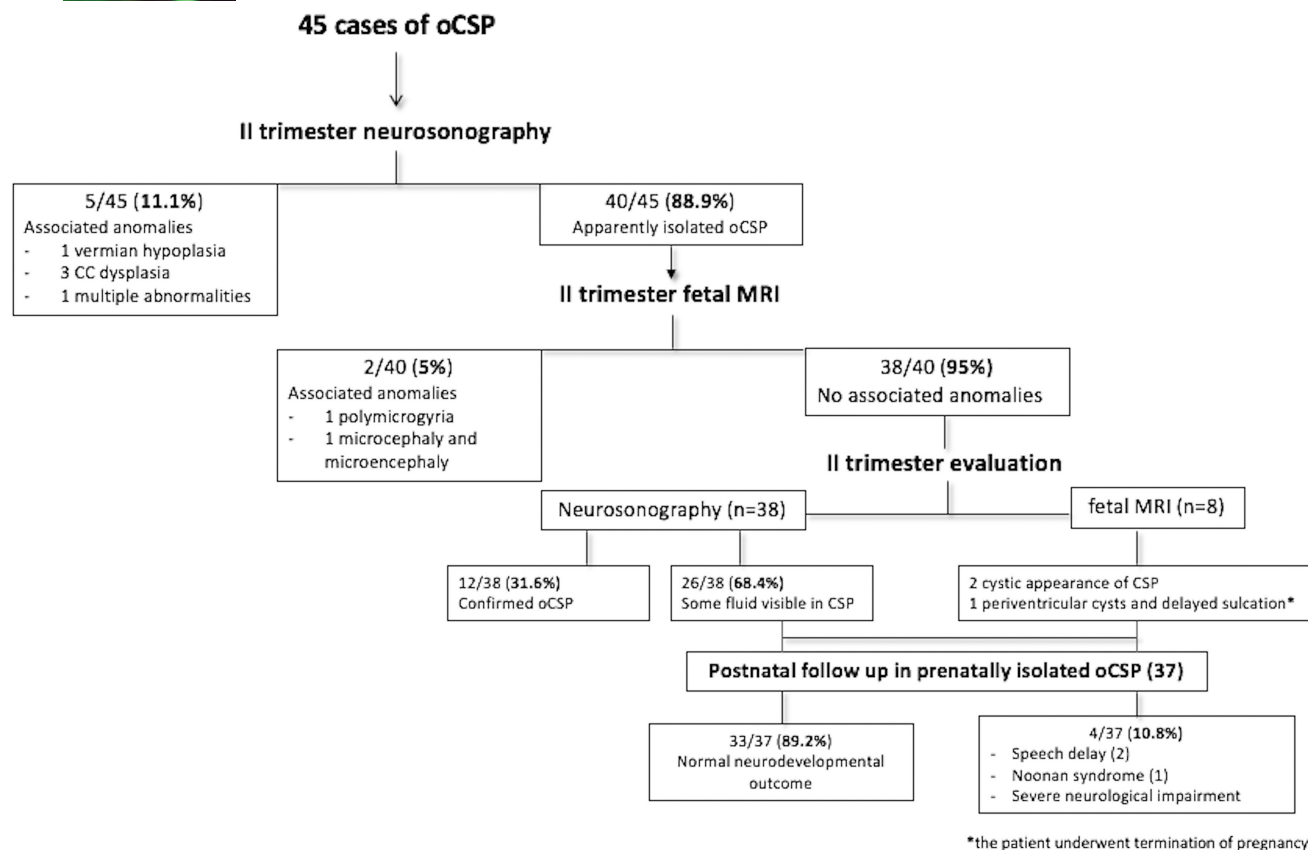 45 cases of oCSP
II trimester neurosonography
5/45 (11.1%)
Associated anomalies
- 1 vermian hypoplasia
- 3 CC dysplasia
- 1 multiple abnormalities
40/45 (88.9%)
Apparently isolated oCSP
II trimester fetal MRI
2/40 (5%)
Associated anomalies
- 1 polymicrogyria
- 1 microcephaly and
microencephaly
38/40 (95%)
No associated anomalies
II trimester evaluation
Neurosonography (n=38)
fetal MRI (n=8)
12/38 (31.6%)
Confirmed oCSP
26/38 (68.4%)
Some fluid visible in CSP
2 cystic appearance of CSP
1 periventricular cysts and delayed sulcation*
Postnatal follow up in prenatally isolated oCSP (37)
33/37 (89.2%)
Normal neurodevelopmental
outcome
4/37 (10.8%)
- Speech delay (2)
- Noonan syndrome (1)
- Severe neurological impairment
*the patient underwent termination of pregnancy